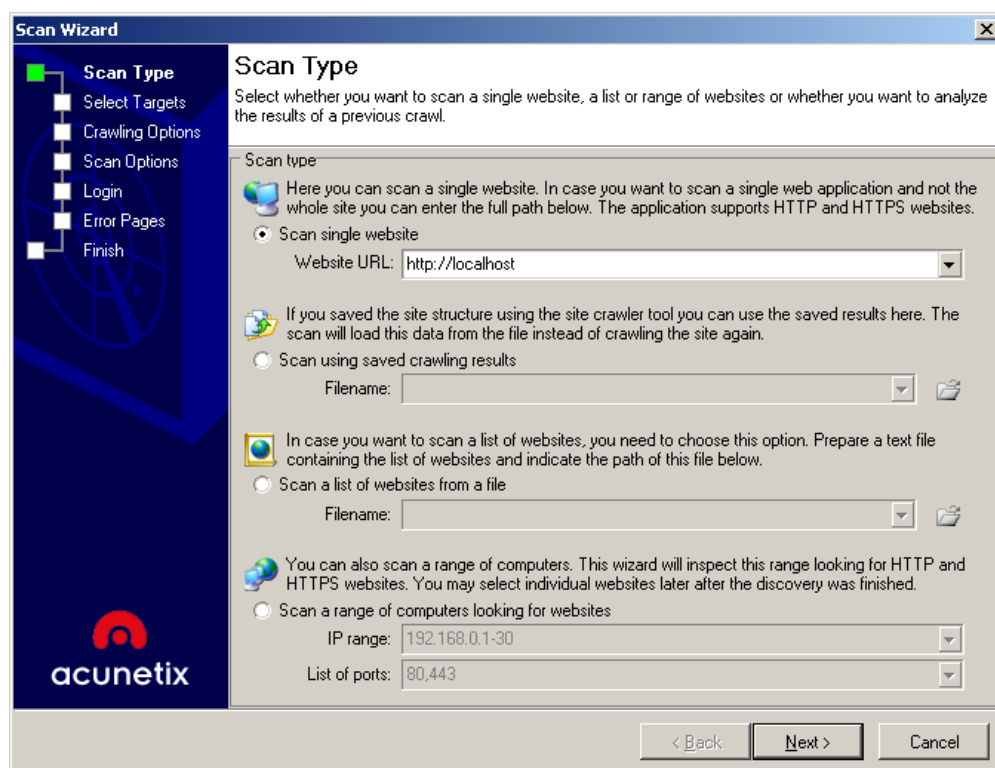 Scan Wizard
Scan Type
Select Targets
Crawling Options
Scan Options
Login
Error Pages
Finish
acunetix
Scan Type
Select whether you want to scan a single website, a list or range of websites or whether you want to analyze
the results of a previous crawl.
Scan type
Here you can scan a single website. In case you want to scan a single web application and not the
whole site you can enter the full path below. The application supports HTTP and HTTPS websites.
Scan single website
Website URL: http://localhost
If you saved the site structure using the site crawler tool you can use the saved results here. The
scan will load this data from the file instead of crawling the site again.
Scan using saved crawling results
Filename:
In case you want to scan a list of websites, you need to choose this option. Prepare a text file
containing the list of websites and indicate the path of this file below.
Scan a list of websites from a file
Filename:
You can also scan a range of computers. This wizard will inspect this range looking for HTTP and
HTTPS websites. You may select individual websites later after the discovery was finished.
Scan a range of computers looking for websites
IP range: 192.168.0.1-30
List of ports: 80,443
< Back Next > Cancel